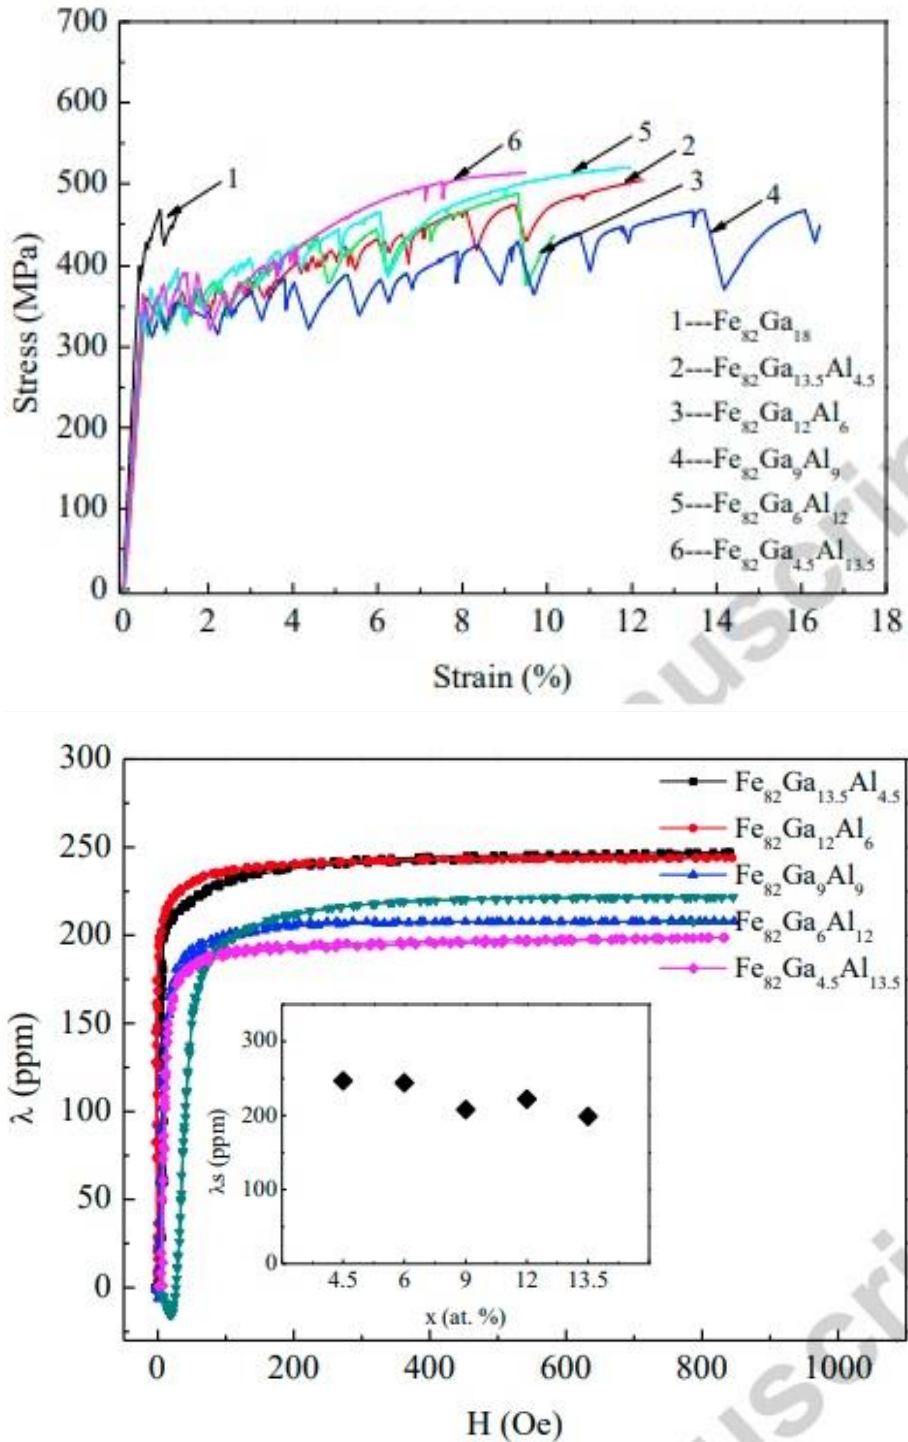 700
600
500
400
300
200
100
0
Stress (MPa)
1
6
5
2
3
4
1---Fe₈₂Ga₁₈
2---Fe₈₂Ga₁₃.₅Al₄.₅
3---Fe₈₂Ga₁₂Al₆
4---Fe₈₂Ga₉Al₉
5---Fe₈₂Ga₆Al₁₂
6---Fe₈₂Ga₄.₅Al₁₃.₅
0 2 4 6 8 10 12 14 16 18
Strain (%)
uscrip
300
250
200
150
100
50
0
λ (ppm)
Fe₈₂Ga₁₃.₅Al₄.₅
Fe₈₂Ga₁₂Al₆
Fe₈₂Ga₉Al₉
Fe₈₂Ga₆Al₁₂
Fe₈₂Ga₄.₅Al₁₃.₅
300
200
100
0
λs (ppm)
4.5 6 9 12 13.5
x (at. %)
0 200 400 600 800 1000
H (Oe)
uscri